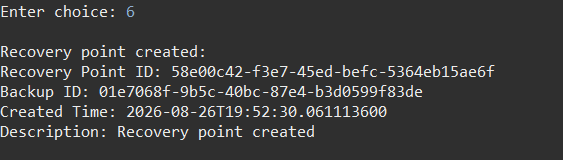 Enter choice: 6
Recovery point created:
Recovery Point ID: 58e00c42-f3e7-45ed-befc-5364eb15ae6f
Backup ID: 01e7068f-9b5c-40bc-87e4-b3d0599f83de
Created Time: 2026-08-26T19:52:30.061113600
Description: Recovery point created